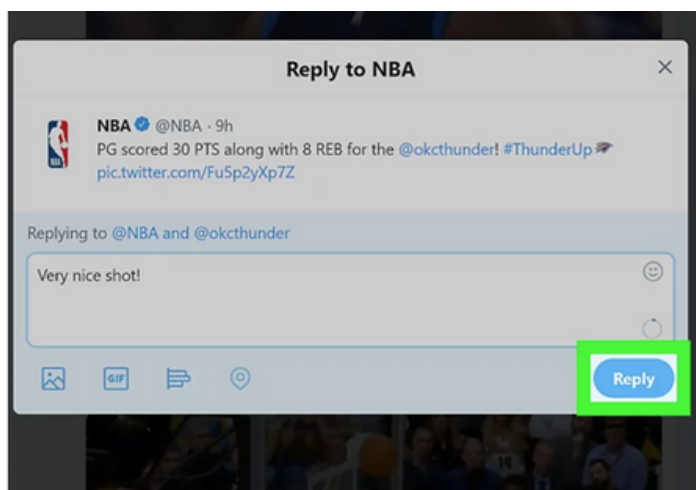 Reply to NBA
NBA @NBA · 9h
PG scored 30 PTS along with 8 REB for the @okcthunder! #ThunderUp
pic.twitter.com/Fu5p2yXp7Z
Replying to @NBA and @okcthunder
Very nice shot!
GIF
Reply
14